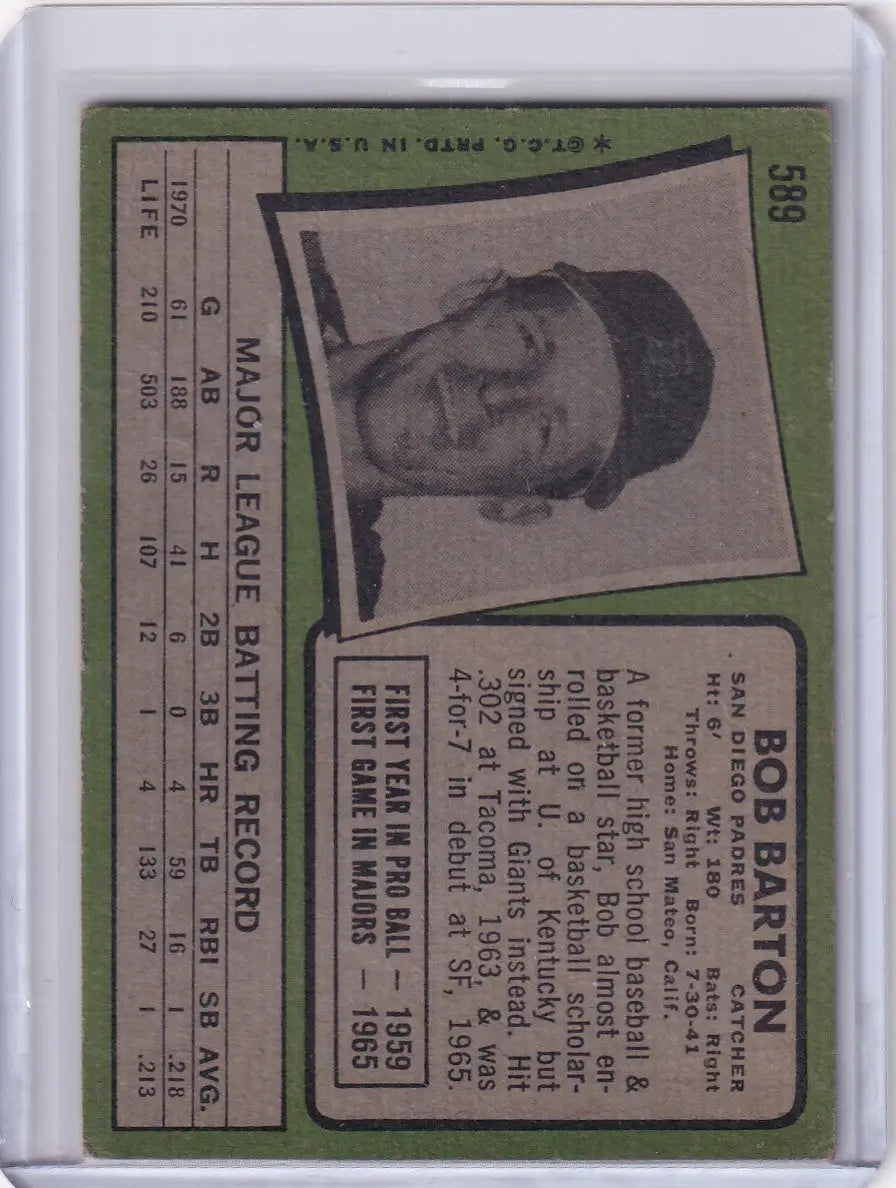 589
BOB BARTON
SAN DIEGO PADRES CATCHER
Ht: 6' Wt: 180 Bats: Right
Throws: Right Born: 7-30-41
Home: San Mateo, Calif.
A former high school baseball &
basketball star, Bob almost en-
rolled on a basketball scholar-
ship at U. of Kentucky but
signed with Giants instead. Hit
.302 at Tacoma, 1963, & was
4-for-7 in debut at SF, 1965.
FIRST YEAR IN PRO BALL — 1959
FIRST GAME IN MAJORS — 1965
*©T.C.G. PRTD. IN U.S.A.
MAJOR LEAGUE BATTING RECORD
G AB R H 2B 3B HR TB RBI SB AVG.
1970 61 188 15 41 6 0 4 59 16 1 .218
LIFE 210 503 26 107 12 1 4 133 27 1 .213